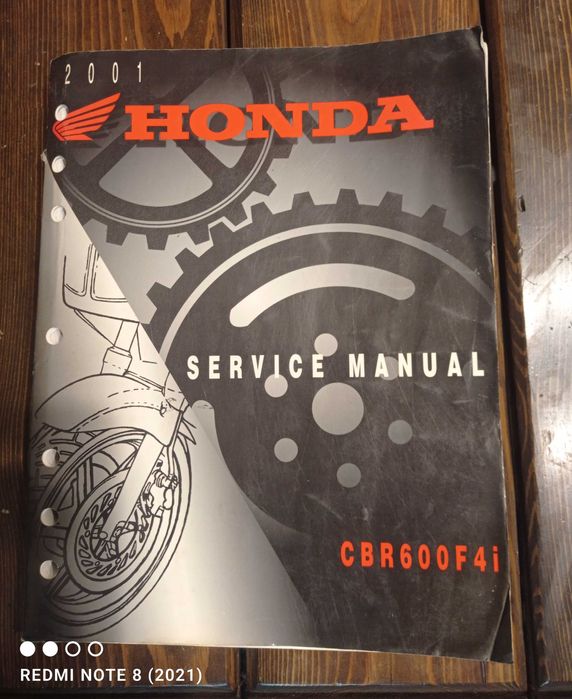 2001
HONDA
SERVICE MANUAL
CBR600F4i
REDMI NOTE 8 (2021)